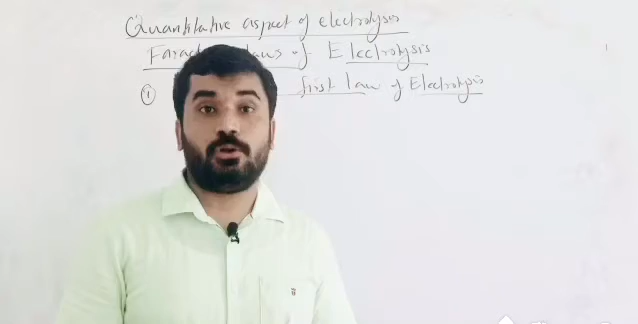 Quantitative aspect of electrolysis
Laws of Electrolysis
① first law of Electrolysis